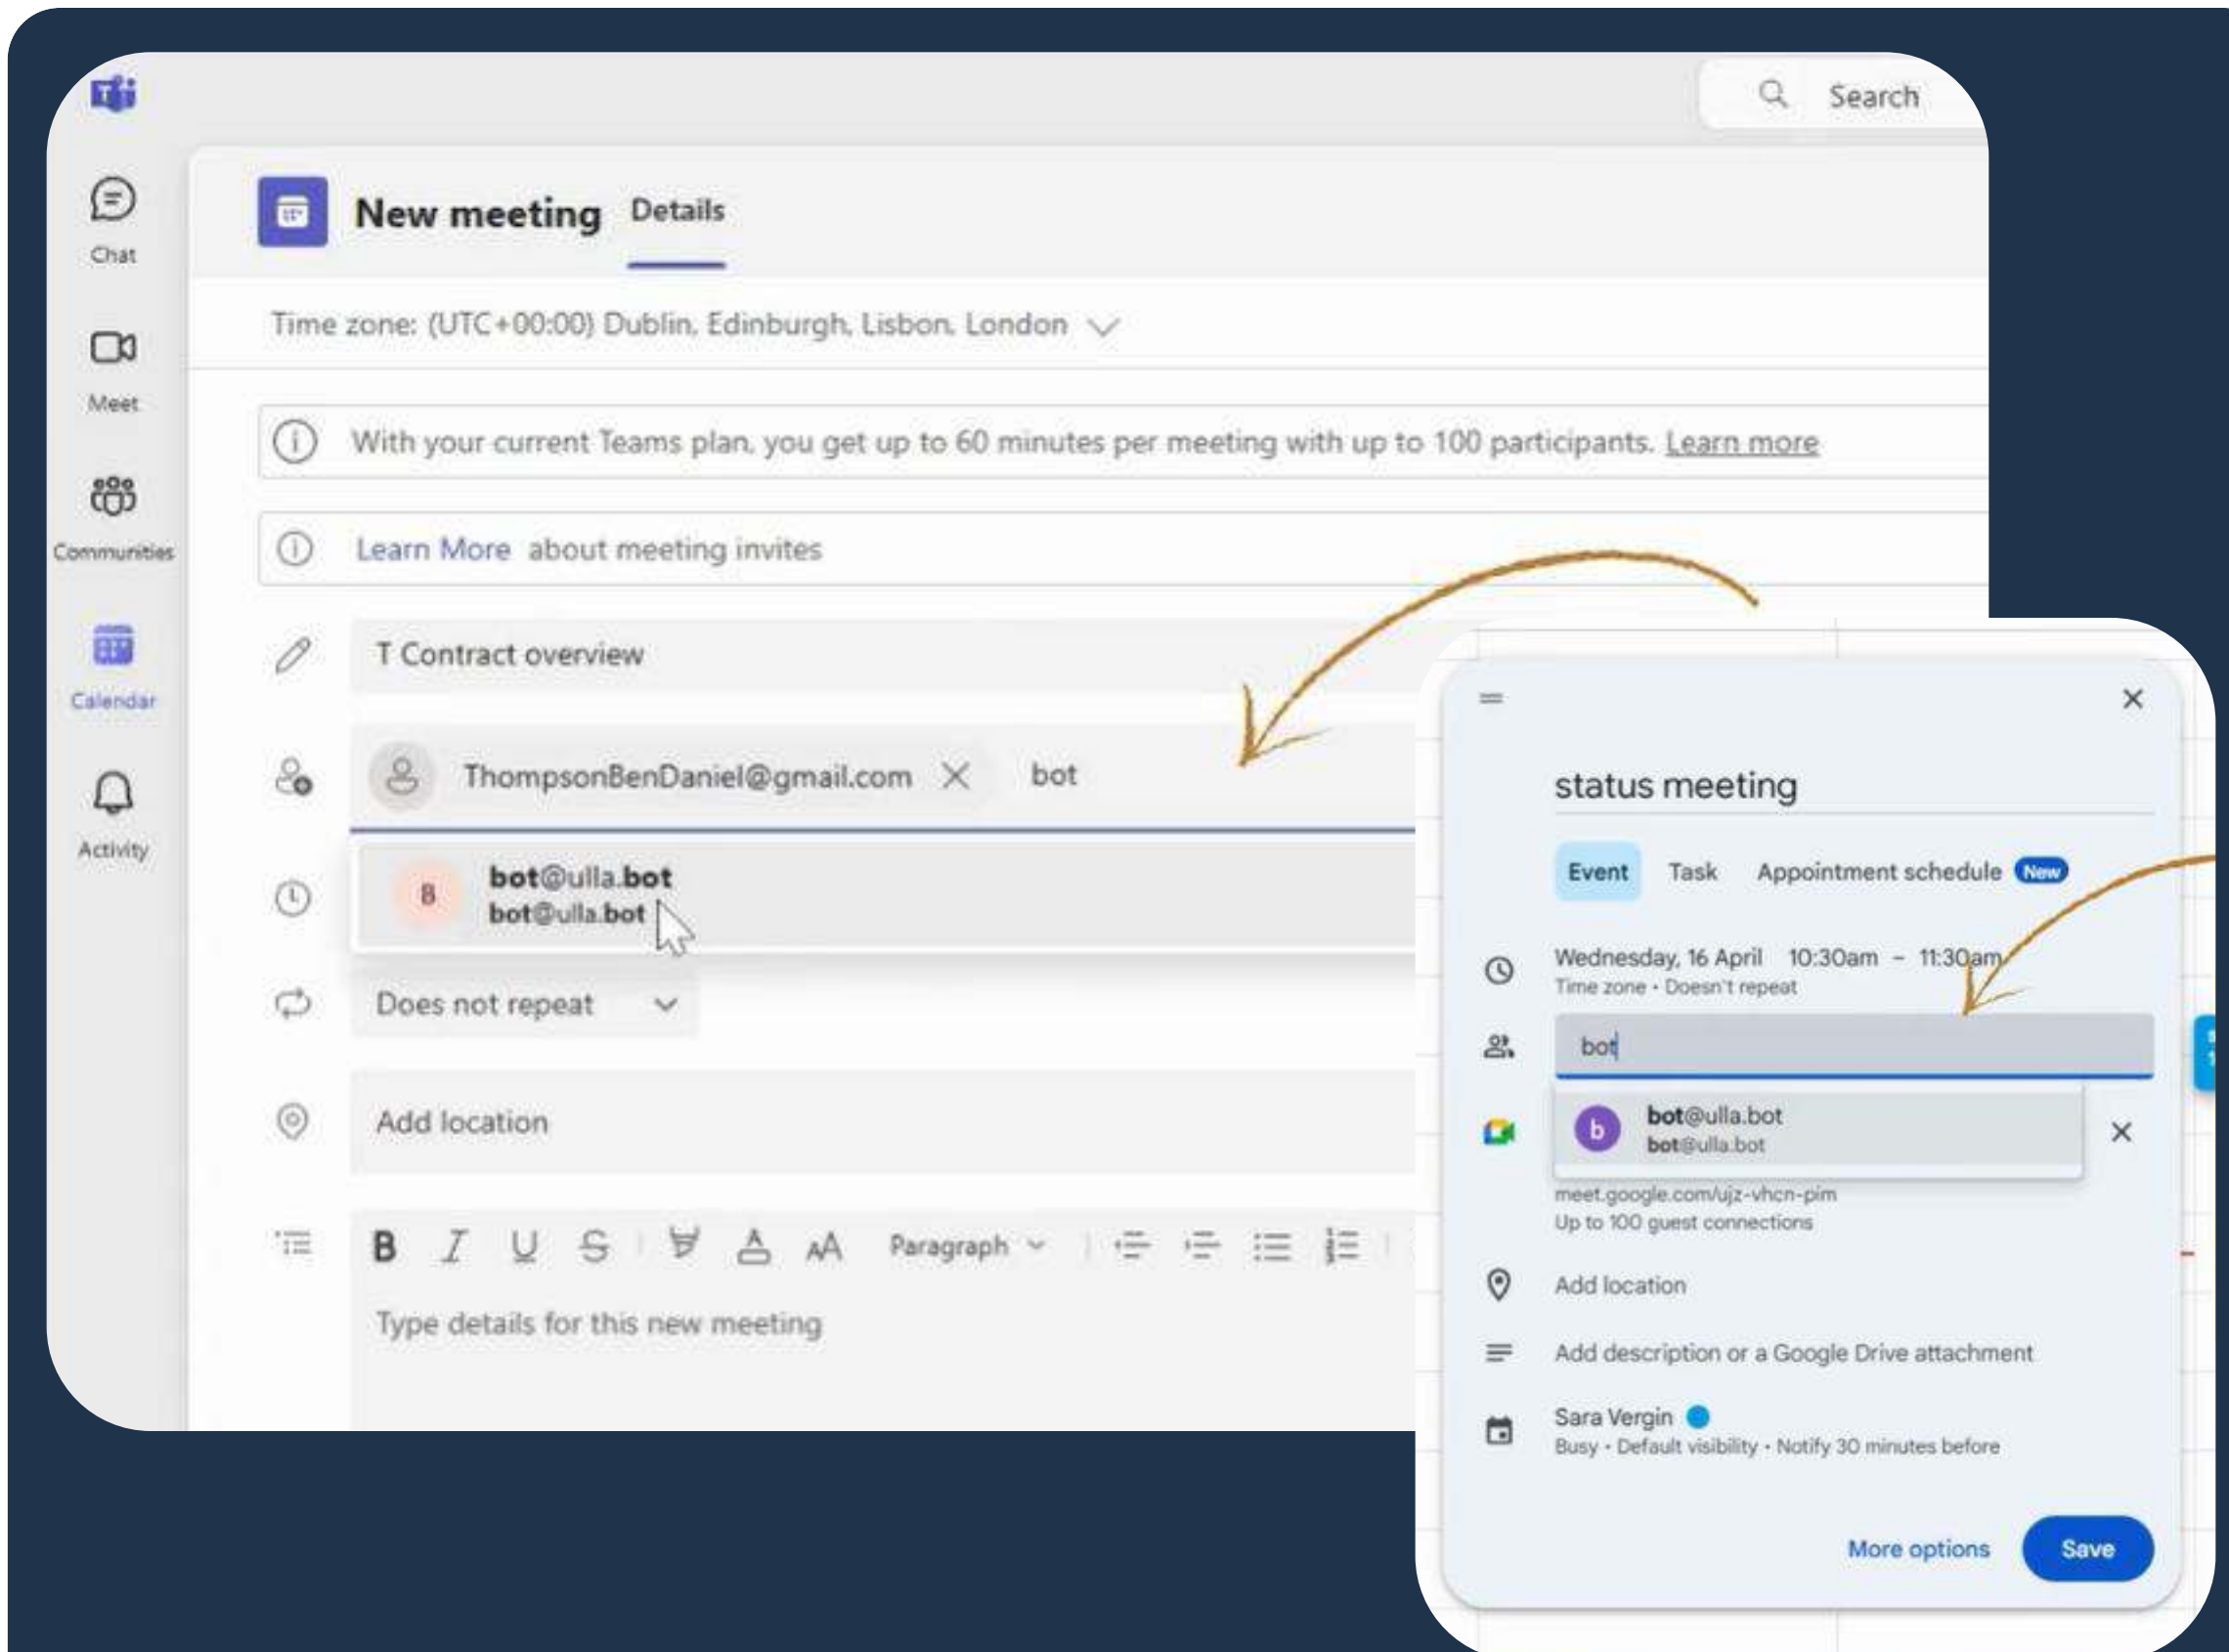 Search
Chat
Meet
Communities
Calendar
Activity
New meeting Details
Time zone: (UTC+00:00) Dublin, Edinburgh, Lisbon, London
With your current Teams plan, you get up to 60 minutes per meeting with up to 100 participants. Learn more
Learn More about meeting invites
T Contract overview
ThompsonBenDaniel@gmail.com bot
B
bot@ulla.bot
bot@ulla.bot
Does not repeat
Add location
B I U S A AA Paragraph
Type details for this new meeting
status meeting
Event Task Appointment schedule New
Wednesday, 16 April 10:30am – 11:30am
Time zone • Doesn't repeat
bot
b
bot@ulla.bot
bot@ulla.bot
meet.google.com/ujz-vhcn-pim
Up to 100 guest connections
Add location
Add description or a Google Drive attachment
Sara Vergin
Busy • Default visibility • Notify 30 minutes before
More options Save